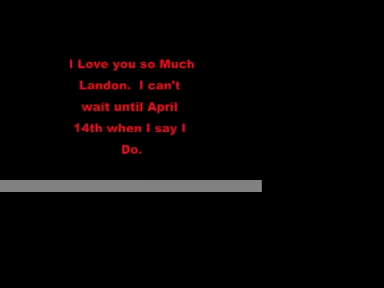 I Love you so Much
Landon.  I can't
wait until April
14th when I say I
Do.